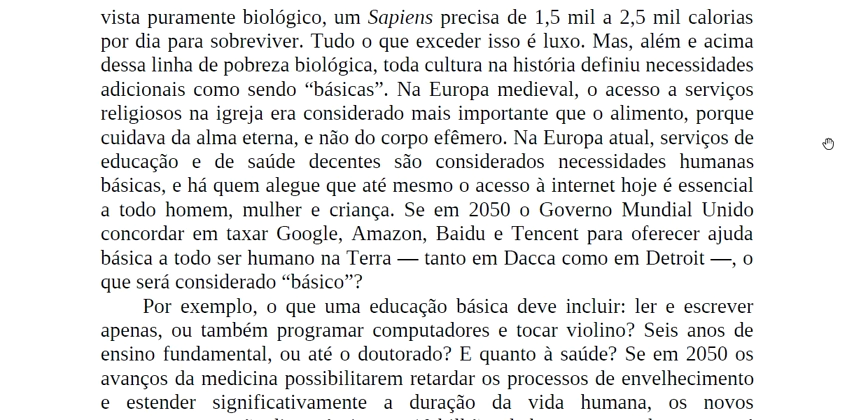 vista puramente biológico, um Sapiens precisa de 1,5 mil a 2,5 mil calorias
por dia para sobreviver. Tudo o que exceder isso é luxo. Mas, além e acima
dessa linha de pobreza biológica, toda cultura na história definiu necessidades
adicionais como sendo “básicas”. Na Europa medieval, o acesso a serviços
religiosos na igreja era considerado mais importante que o alimento, porque
cuidava da alma eterna, e não do corpo efêmero. Na Europa atual, serviços de
educação e de saúde decentes são considerados necessidades humanas
básicas, e há quem alegue que até mesmo o acesso à internet hoje é essencial
a todo homem, mulher e criança. Se em 2050 o Governo Mundial Unido
concordar em taxar Google, Amazon, Baidu e Tencent para oferecer ajuda
básica a todo ser humano na Terra — tanto em Dacca como em Detroit —, o
que será considerado “básico”?
Por exemplo, o que uma educação básica deve incluir: ler e escrever
apenas, ou também programar computadores e tocar violino? Seis anos de
ensino fundamental, ou até o doutorado? E quanto à saúde? Se em 2050 os
avanços da medicina possibilitarem retardar os processos de envelhecimento
e estender significativamente a duração da vida humana, os novos